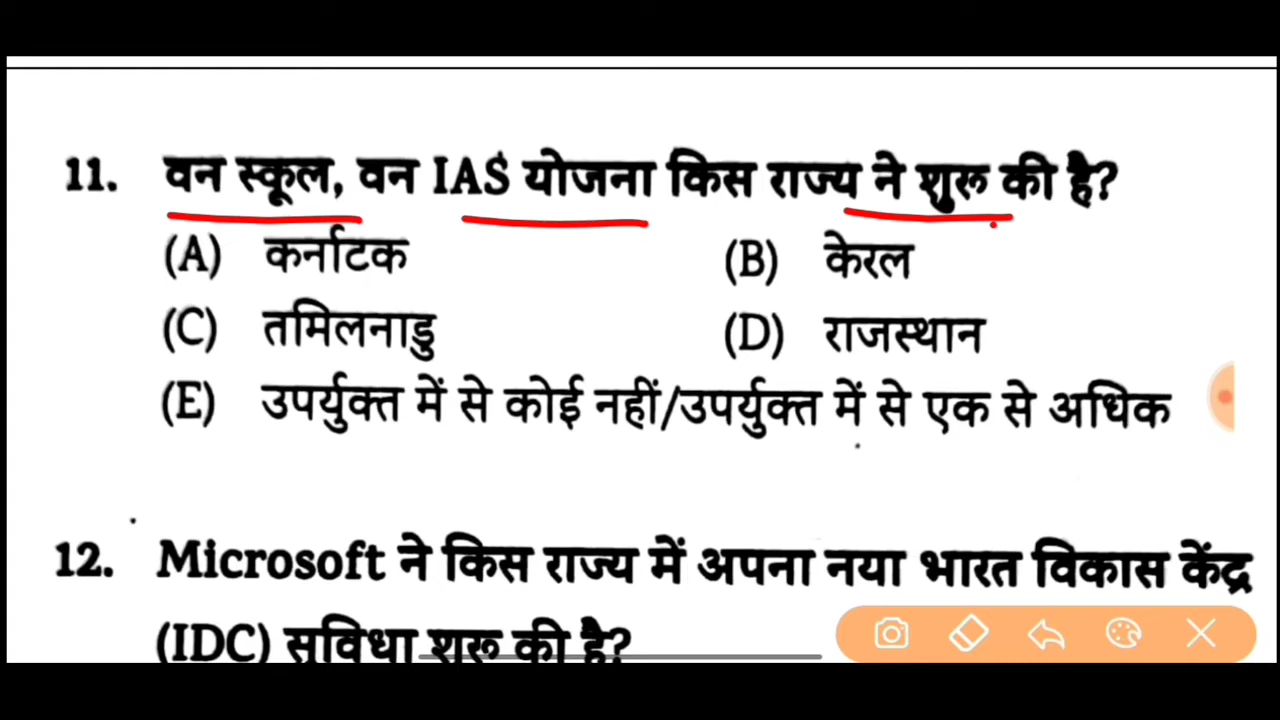 11. वन स्कूल, वन IAS योजना किस राज्य ने शुरू की है?
(A) कर्नाटक (B) केरल
(C) तमिलनाडु (D) राजस्थान
(E) उपर्युक्त में से कोई नहीं/उपर्युक्त में से एक से अधिक
12. Microsoft ने किस राज्य में अपना नया भारत विकास केंद्र
(IDC) सुविधा शुरू की है?